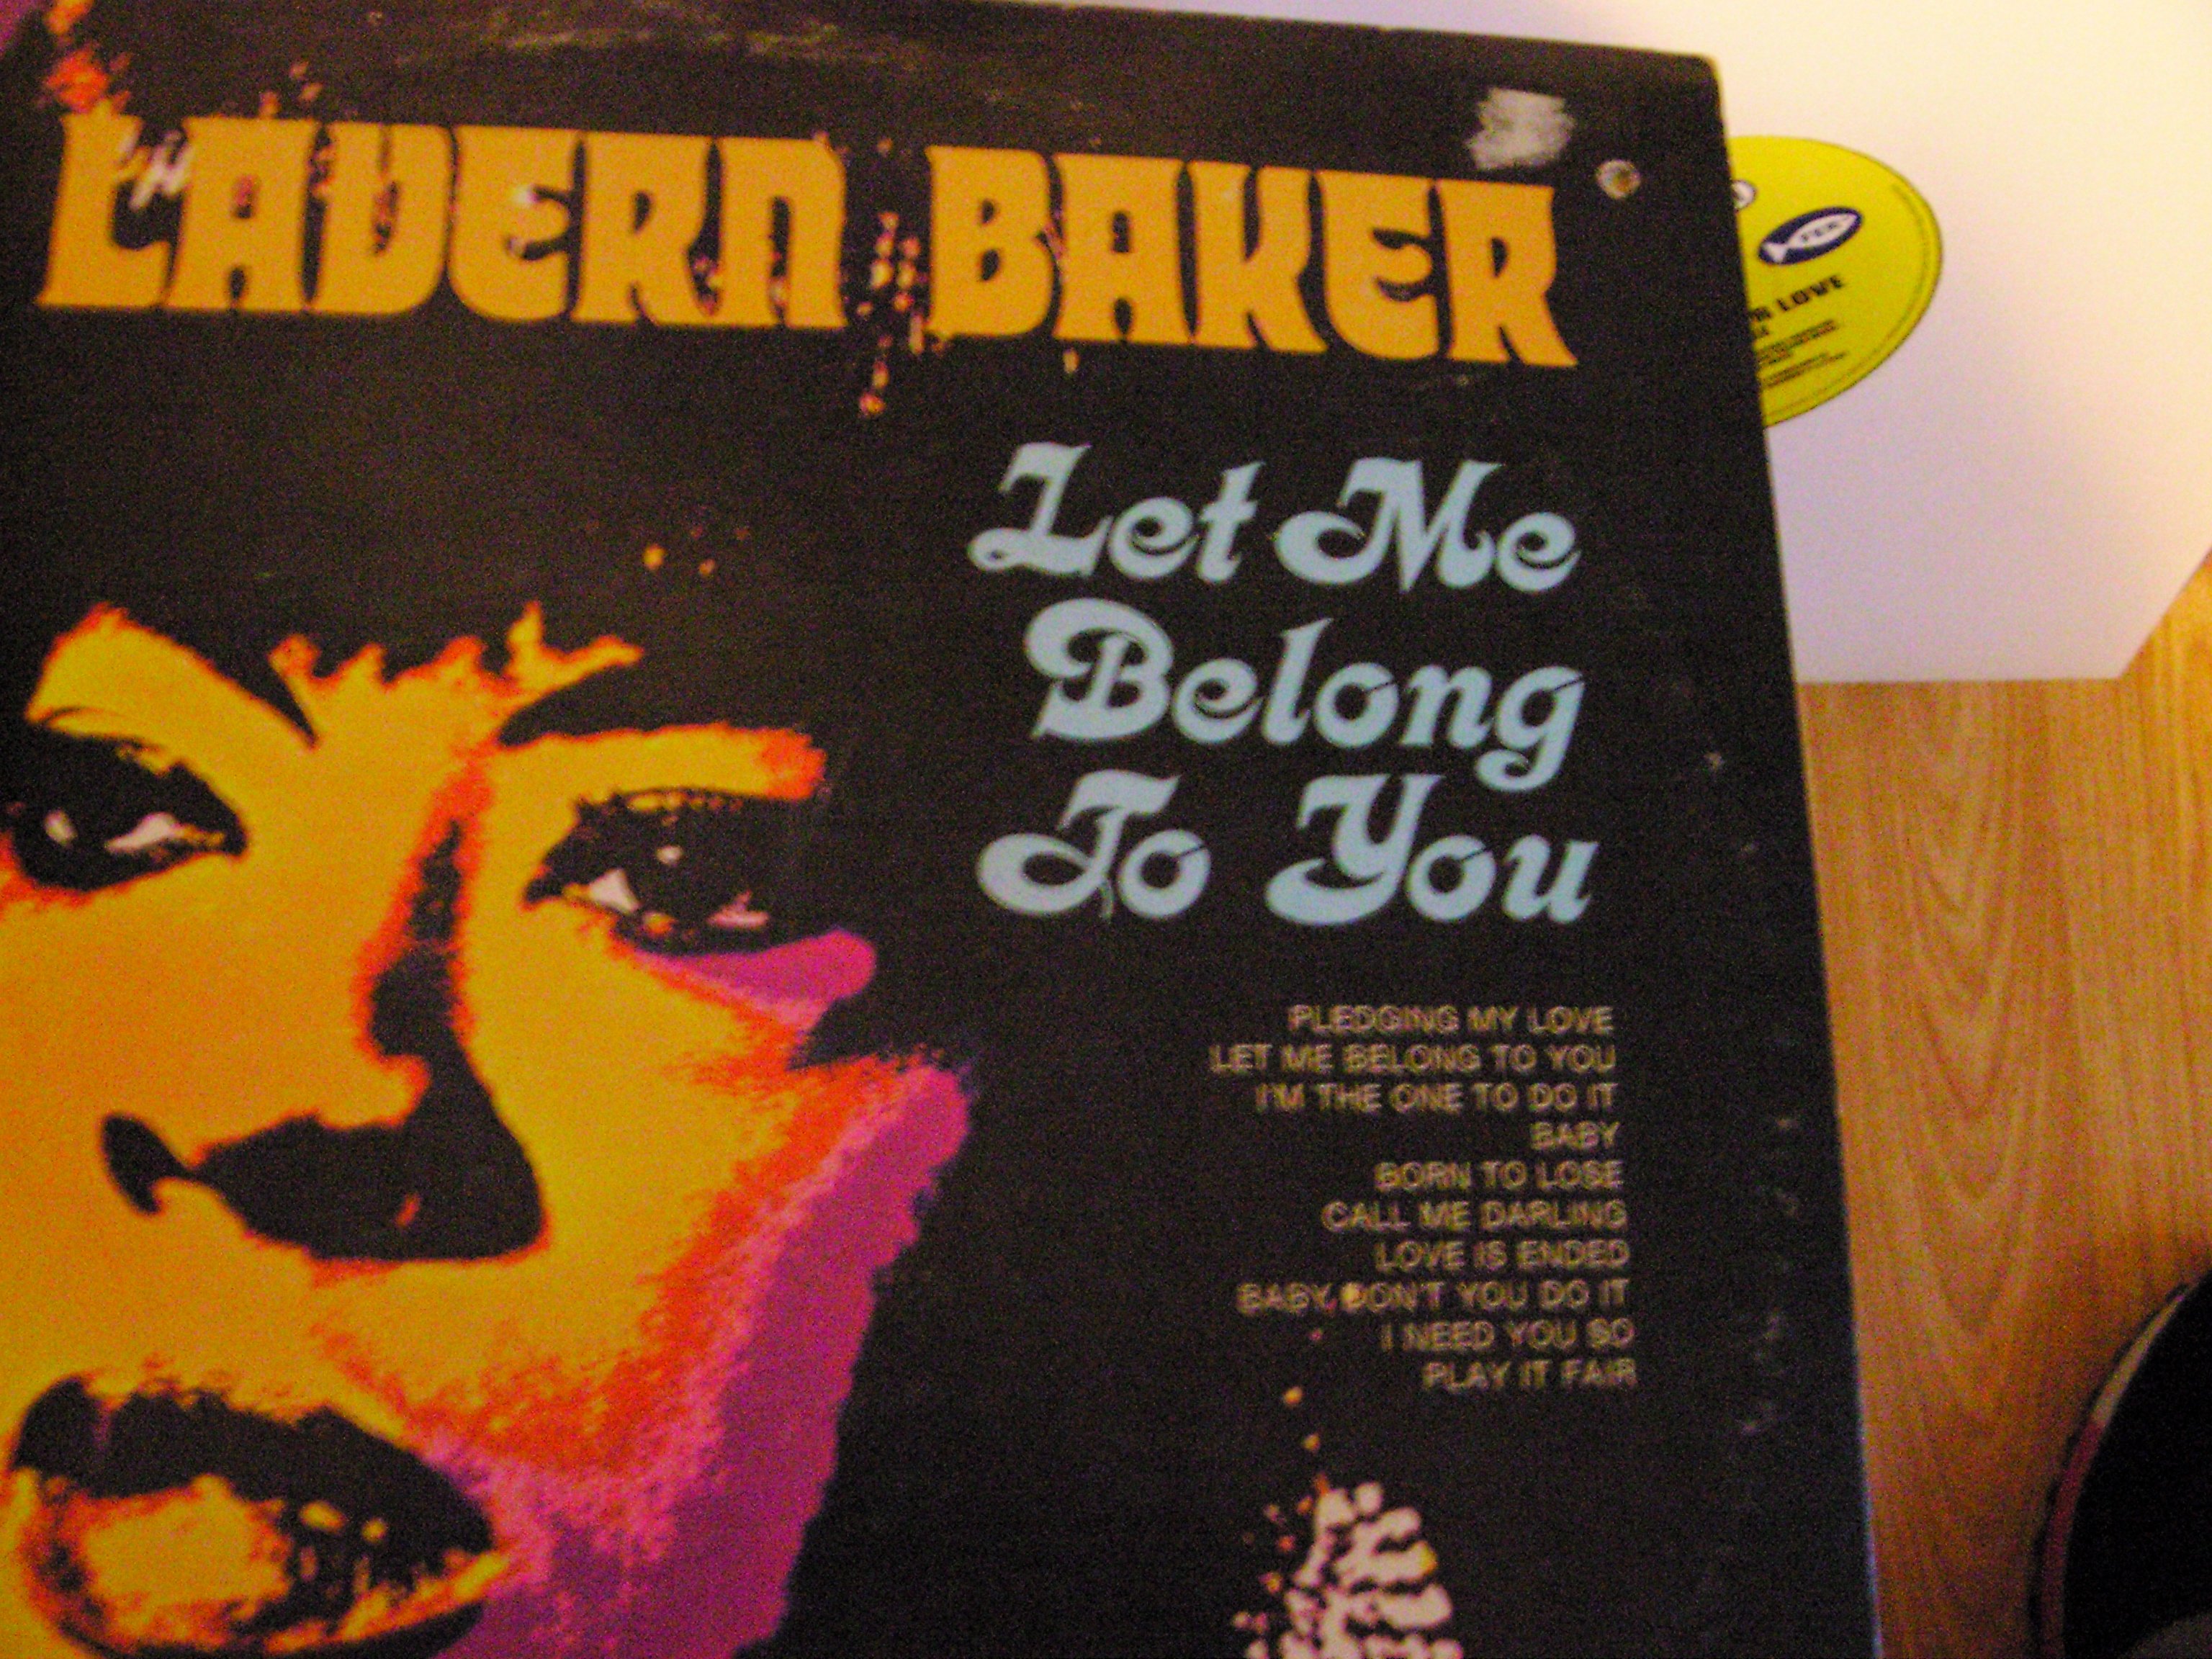 LAVERN BAKER
Let Me
Belong
To You
PLEDGING MY LOVE
LET ME BELONG TO YOU
I'M THE ONE TO DO IT
BABY
BORN TO LOSE
CALL ME DARLING
LOVE IS ENDED
BABY, DON'T YOU DO IT
I NEED YOU SO
PLAY IT FAIR
LOVE